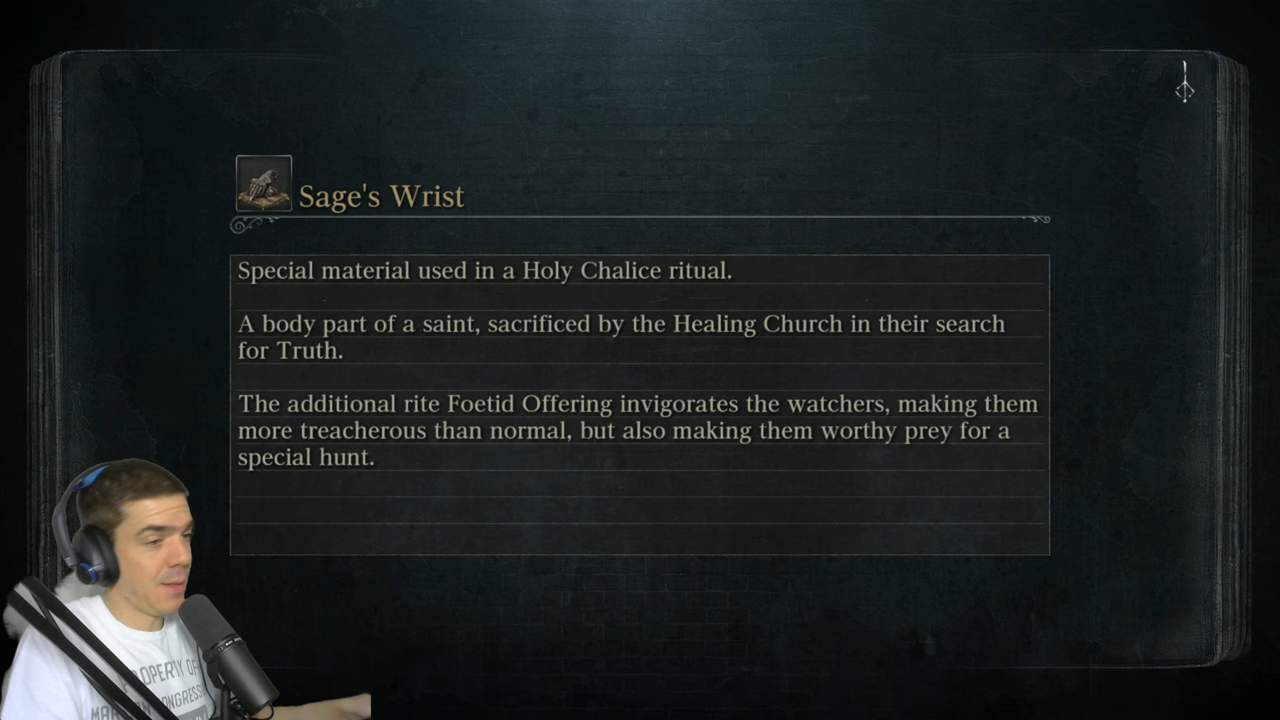 Sage's Wrist
Special material used in a Holy Chalice ritual.
A body part of a saint, sacrificed by the Healing Church in their search
for Truth.
The additional rite Foetid Offering invigorates the watchers, making them
more treacherous than normal, but also making them worthy prey for a
special hunt.
PROPERTY OF